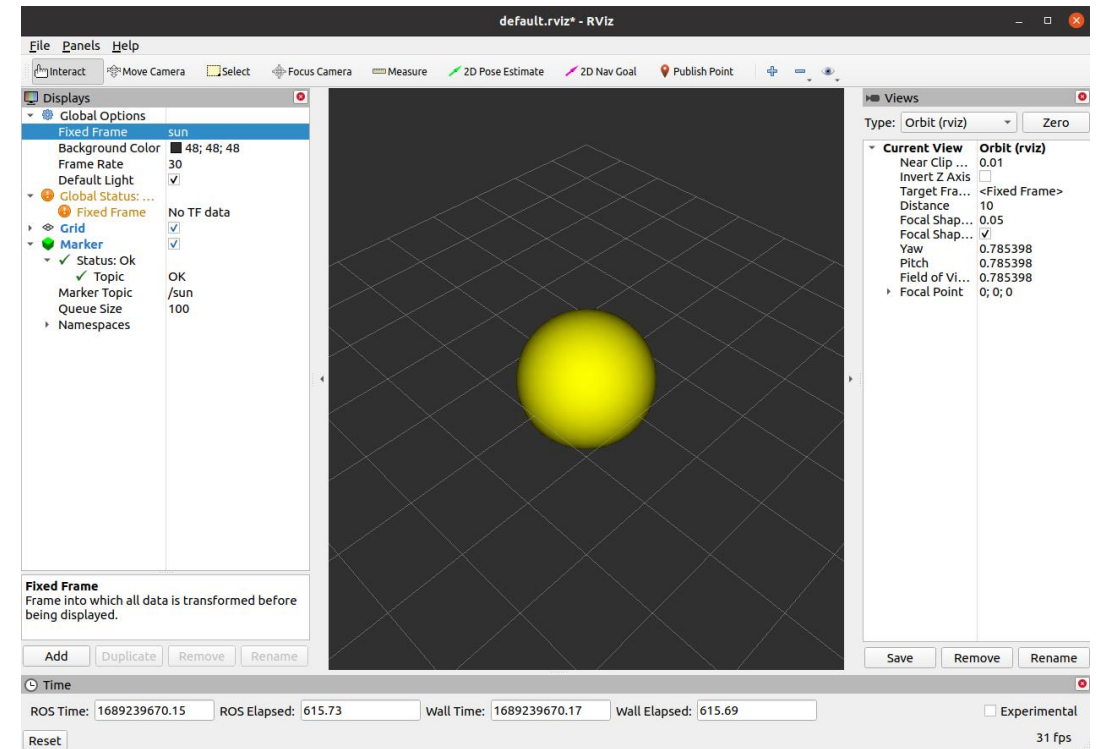 default.rviz* - RViz
File Panels Help
Interact Move Camera Select Focus Camera Measure 2D Pose Estimate 2D Nav Goal Publish Point
Displays
Global Options
Fixed Frame sun
Background Color 48; 48; 48
Frame Rate 30
Default Light
Global Status: ...
Fixed Frame No TF data
Grid
Marker
Status: Ok
Topic OK
Marker Topic /sun
Queue Size 100
Namespaces
Fixed Frame
Frame into which all data is transformed before
being displayed.
Add Duplicate Remove Rename
Views
Type: Orbit (rviz) Zero
Current View Orbit (rviz)
Near Clip ... 0.01
Invert Z Axis
Target Fra... <Fixed Frame>
Distance 10
Focal Shap... 0.05
Focal Shap...
Yaw 0.785398
Pitch 0.785398
Field of Vi... 0.785398
Focal Point 0; 0; 0
Save Remove Rename
Time
ROS Time: 1689239670.15 ROS Elapsed: 615.73 Wall Time: 1689239670.17 Wall Elapsed: 615.69 Experimental
Reset 31 fps